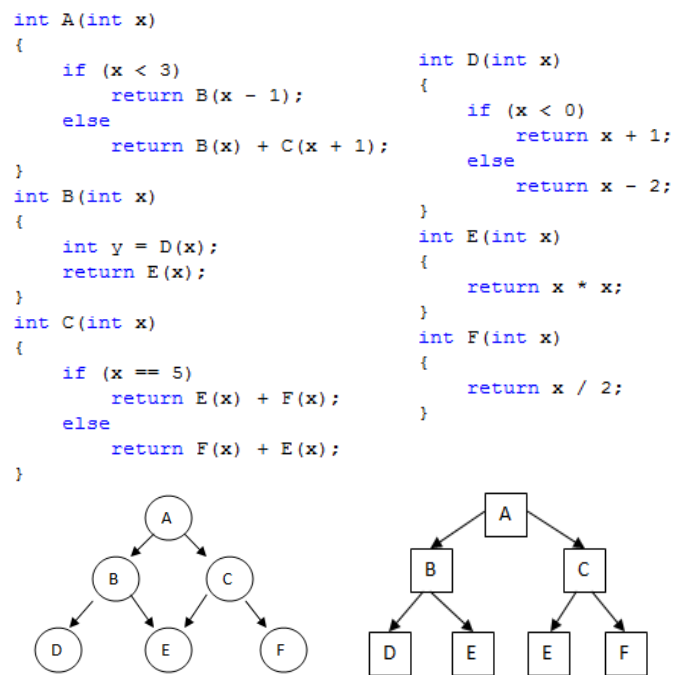 int A(int x)
{
    if (x < 3)
        return B(x - 1);
    else
        return B(x) + C(x + 1);
}
int B(int x)
{
    int y = D(x);
    return E(x);
}
int C(int x)
{
    if (x == 5)
        return E(x) + F(x);
    else
        return F(x) + E(x);
}
int D(int x)
{
    if (x < 0)
        return x + 1;
    else
        return x - 2;
}
int E(int x)
{
    return x * x;
}
int F(int x)
{
    return x / 2;
}
A
B C
D E F
A
B C
D E E F